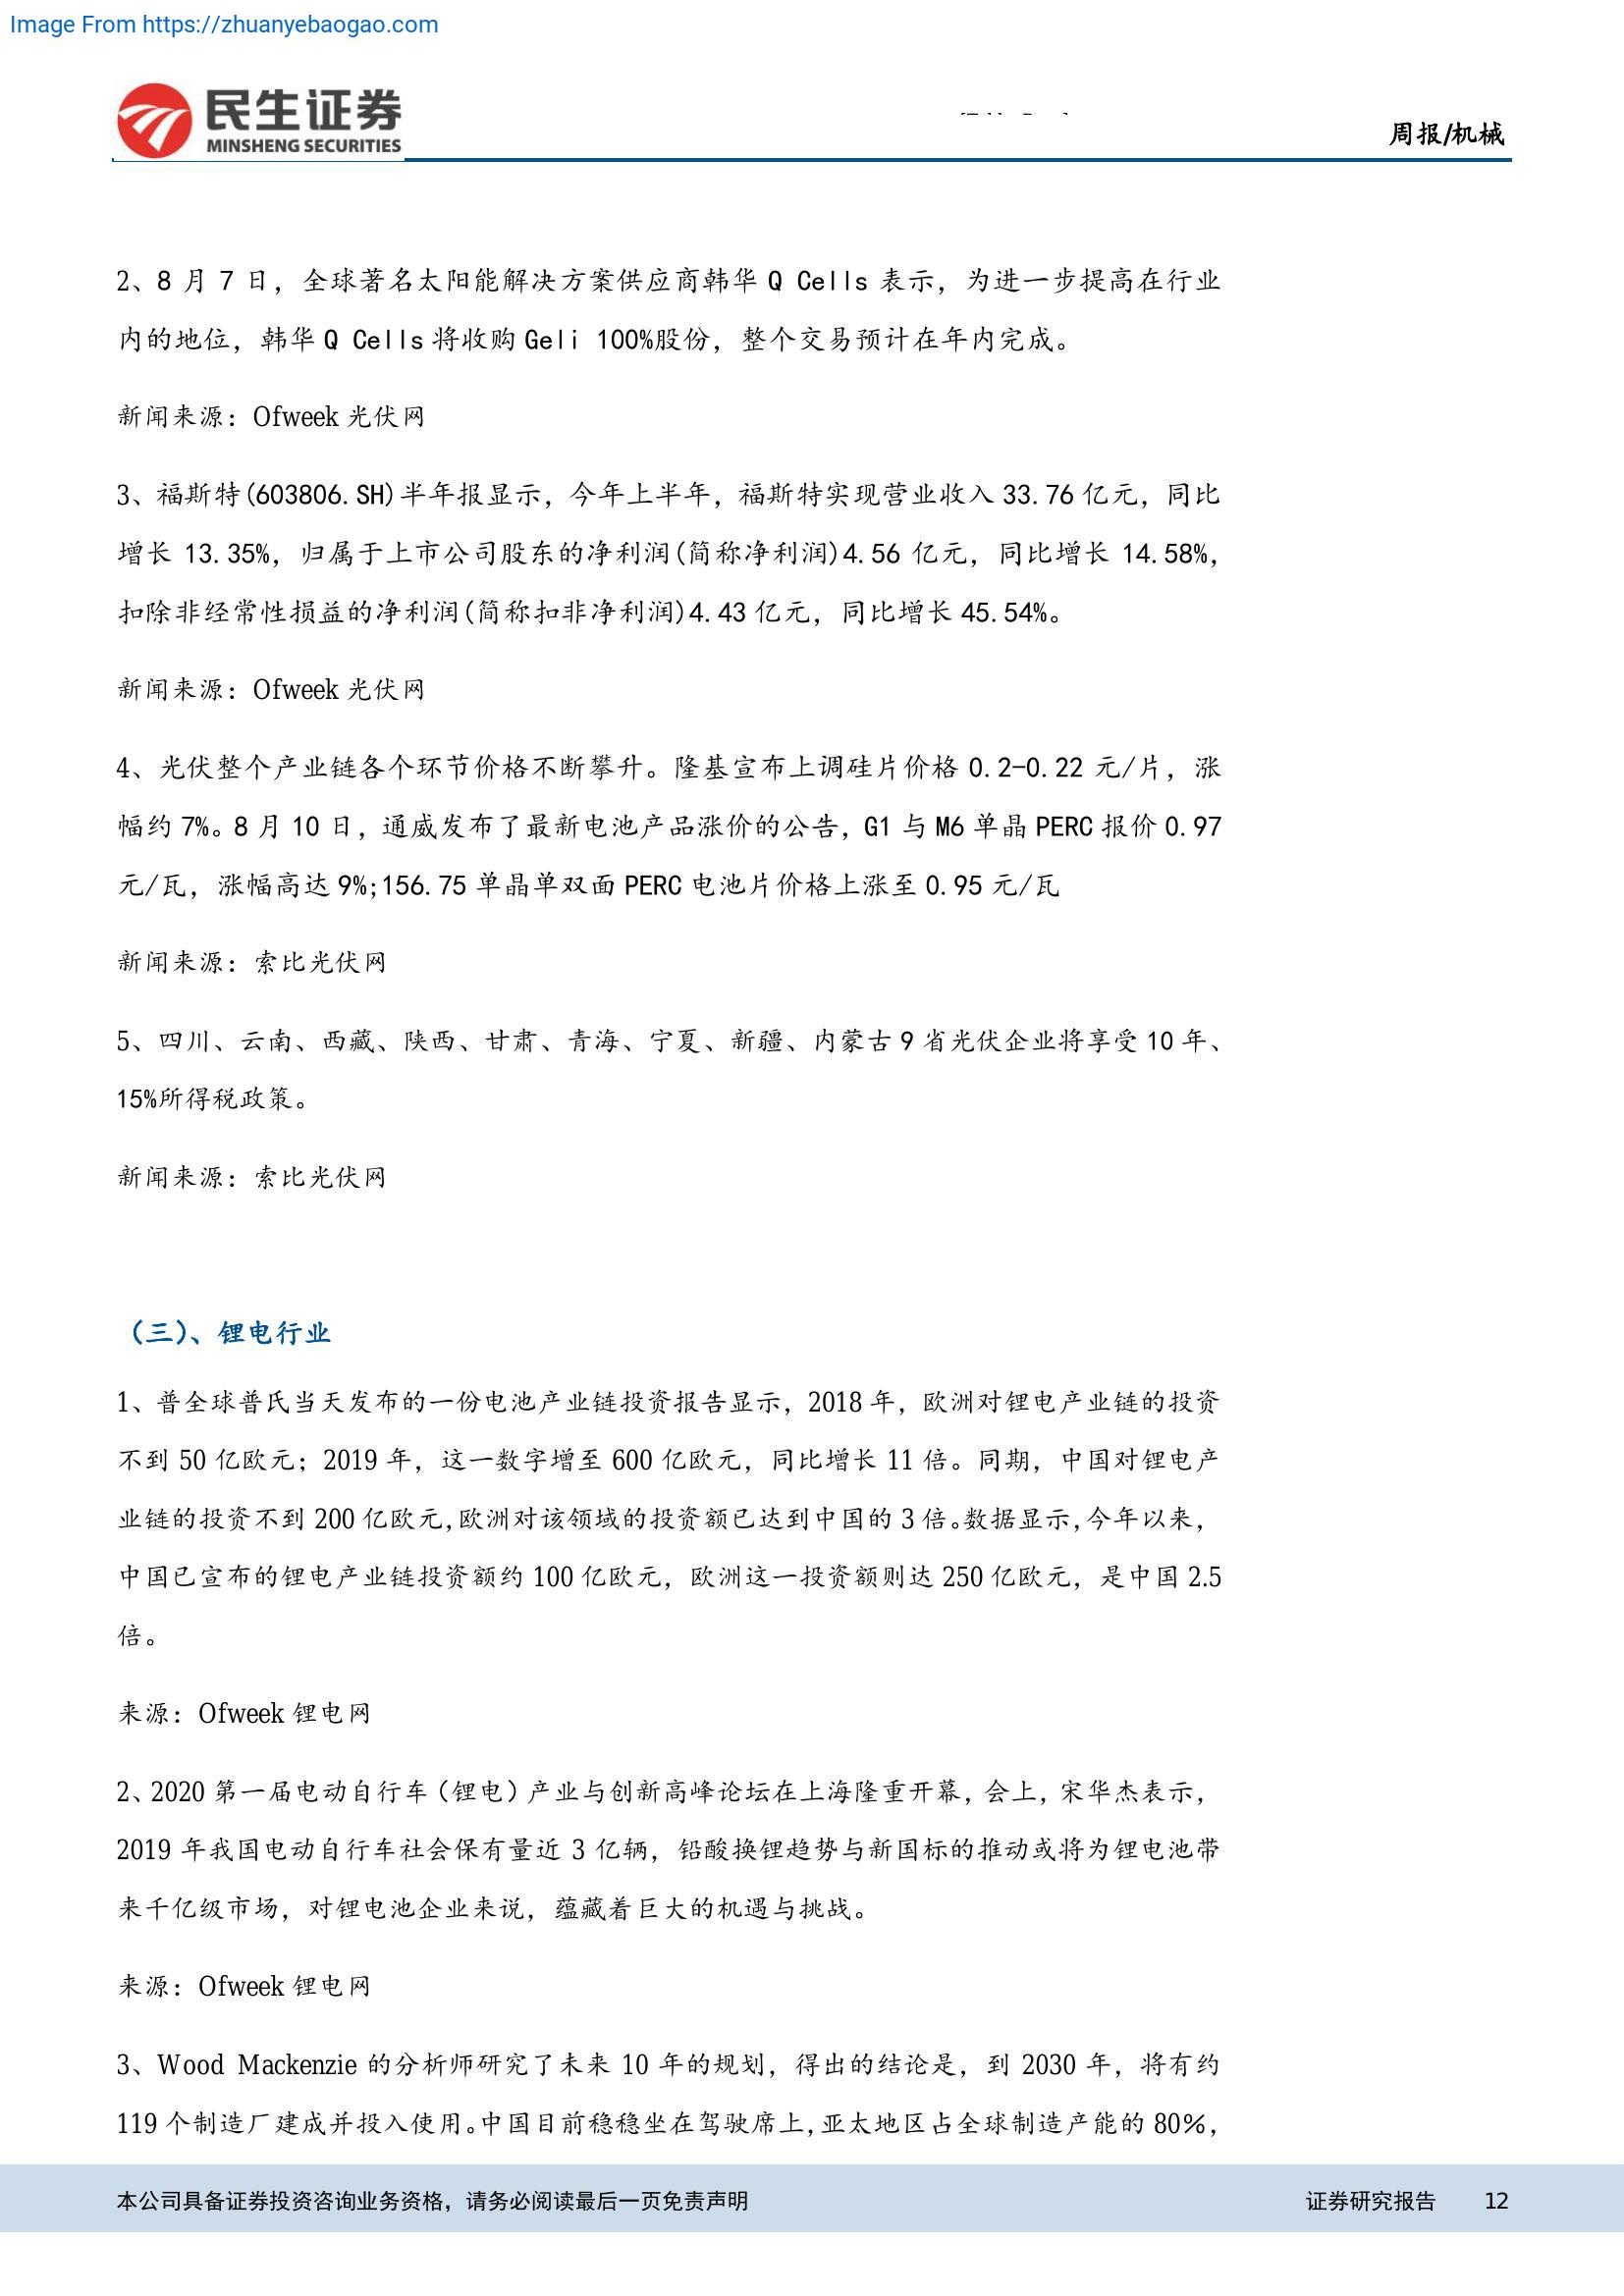 Image From https://zhuanyebaogao.com
民生证券
MINSHENG SECURITIES
周报/机械
2、8 月 7 日，全球著名太阳能解决方案供应商韩华 Q Cells 表示，为进一步提高在行业
内的地位，韩华 Q Cells 将收购 Geli 100%股份，整个交易预计在年内完成。
新闻来源：Ofweek 光伏网
3、福斯特(603806.SH)半年报显示，今年上半年，福斯特实现营业收入 33.76 亿元，同比
增长 13.35%，归属于上市公司股东的净利润(简称净利润)4.56 亿元，同比增长 14.58%，
扣除非经常性损益的净利润(简称扣非净利润)4.43 亿元，同比增长 45.54%。
新闻来源：Ofweek 光伏网
4、光伏整个产业链各个环节价格不断攀升。隆基宣布上调硅片价格 0.2-0.22 元/片，涨
幅约 7%。8 月 10 日，通威发布了最新电池产品涨价的公告，G1 与 M6 单晶 PERC 报价 0.97
元/瓦，涨幅高达 9%;156.75 单晶单双面 PERC 电池片价格上涨至 0.95 元/瓦
新闻来源：索比光伏网
5、四川、云南、西藏、陕西、甘肃、青海、宁夏、新疆、内蒙古 9 省光伏企业将享受 10 年、
15%所得税政策。
新闻来源：索比光伏网
（三）、锂电行业
1、普全球普氏当天发布的一份电池产业链投资报告显示，2018 年，欧洲对锂电产业链的投资
不到 50 亿欧元；2019 年，这一数字增至 600 亿欧元，同比增长 11 倍。同期，中国对锂电产
业链的投资不到 200 亿欧元，欧洲对该领域的投资额已达到中国的 3 倍。数据显示，今年以来，
中国已宣布的锂电产业链投资额约 100 亿欧元，欧洲这一投资额则达 250 亿欧元，是中国 2.5
倍。
来源：Ofweek 锂电网
2、2020 第一届电动自行车（锂电）产业与创新高峰论坛在上海隆重开幕，会上，宋华杰表示，
2019 年我国电动自行车社会保有量近 3 亿辆，铅酸换锂趋势与新国标的推动或将为锂电池带
来千亿级市场，对锂电池企业来说，蕴藏着巨大的机遇与挑战。
来源：Ofweek 锂电网
3、Wood Mackenzie 的分析师研究了未来 10 年的规划，得出的结论是，到 2030 年，将有约
119 个制造厂建成并投入使用。中国目前稳稳坐在驾驶席上，亚太地区占全球制造产能的 80%，
本公司具备证券投资咨询业务资格，请务必阅读最后一页免责声明
证券研究报告 12